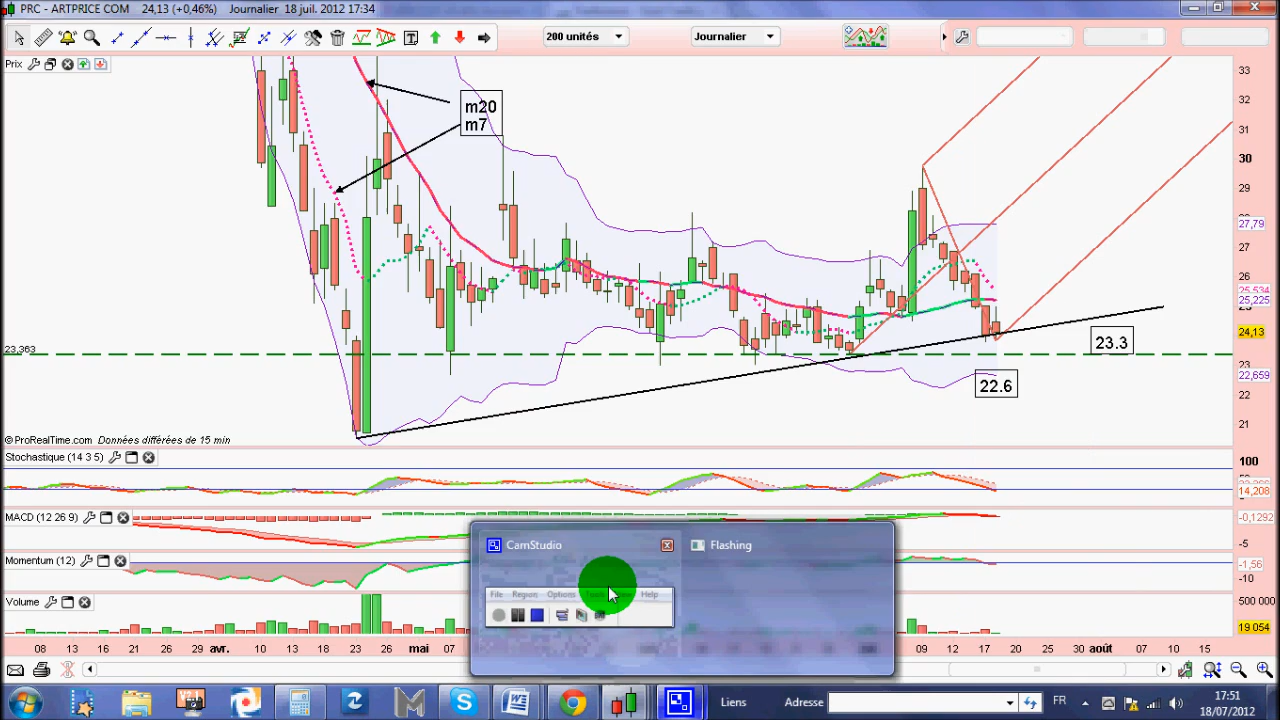 PRC - ARTPRICE COM 24,13 (+0,46%) Journalier 18 juil. 2012 17:34
200 unités
Journalier
Prix
m20
m7
33
32
31
30
29
27,79
27
26
25,225
24,13
23
22,659
22
21
23,363
23.3
22.6
© ProRealTime.com Données différées de 15 min
Stochastique (14 3 5)
100
14,208
MACD (12 26 9)
-0,1292
-5
Momentum (12)
-1,56
-10
Volume
500 000
19 054
08 13 16 23 26 avr. 10 13 18 23 26 mai 07
09 12 17 20 25 30 août 07 10 15
CamStudio
Flashing
File Region Options Help
Liens
Adresse
FR
17:51
18/07/2012